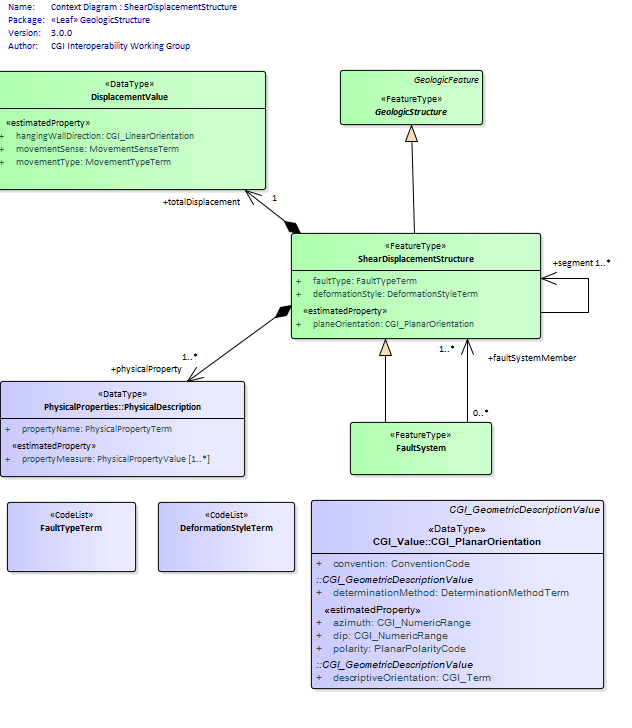 Name: Context Diagram : ShearDisplacementStructure
Package: «Leaf» GeologicStructure
Version: 3.0.0
Author: CGI Interoperability Working Group
«DataType»
DisplacementValue
«estimatedProperty»
+ hangingWallDirection: CGI_LinearOrientation
+ movementSense: MovementSenseTerm
+ movementType: MovementTypeTerm
GeologicFeature
«FeatureType»
GeologicStructure
+totalDisplacement 1
«FeatureType»
ShearDisplacementStructure
+ faultType: FaultTypeTerm
+ deformationStyle: DeformationStyleTerm
«estimatedProperty»
+ planeOrientation: CGI_PlanarOrientation
+segment 1..*
1..*
+physicalProperty
1..*
+faultSystemMember
0..*
«DataType»
PhysicalProperties::PhysicalDescription
+ propertyName: PhysicalPropertyTerm
«estimatedProperty»
+ propertyMeasure: PhysicalPropertyValue [1..*]
«FeatureType»
FaultSystem
«CodeList»
FaultTypeTerm
«CodeList»
DeformationStyleTerm
CGI_GeometricDescriptionValue
«DataType»
CGI_Value::CGI_PlanarOrientation
+ convention: ConventionCode
::CGI_GeometricDescriptionValue
+ determinationMethod: DeterminationMethodTerm
«estimatedProperty»
+ azimuth: CGI_NumericRange
+ dip: CGI_NumericRange
+ polarity: PlanarPolarityCode
::CGI_GeometricDescriptionValue
+ descriptiveOrientation: CGI_Term